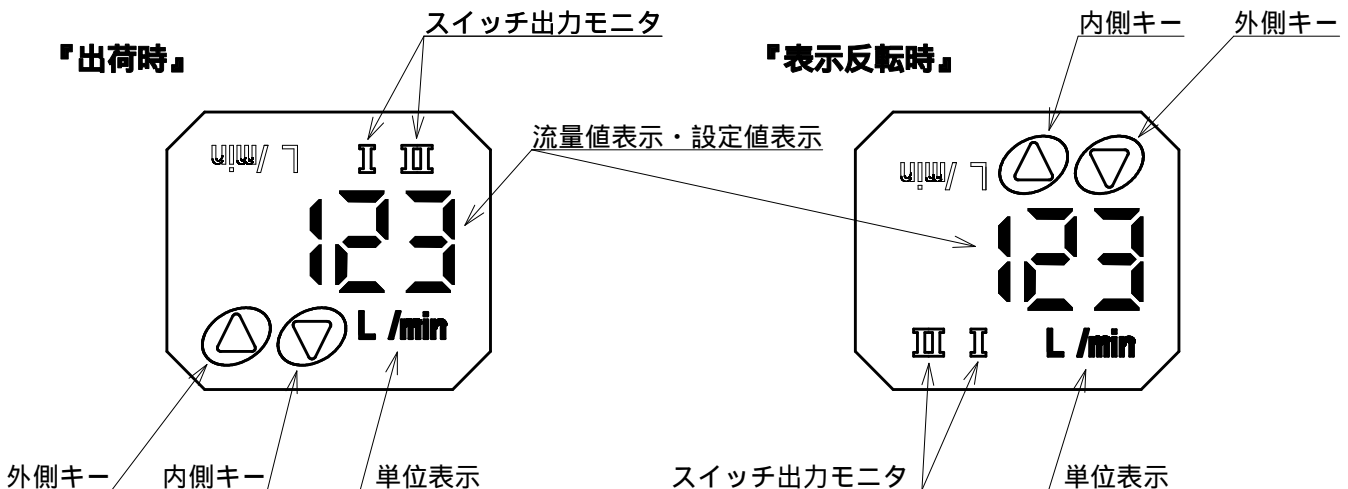 スイッチ出力モニタ
内側キー 外側キー
『出荷時』
『表示反転時』
流量値表示・設定値表示
L /min I II
L /min
123
123
L /min
II I L /min
外側キー 内側キー 単位表示
スイッチ出力モニタ 単位表示